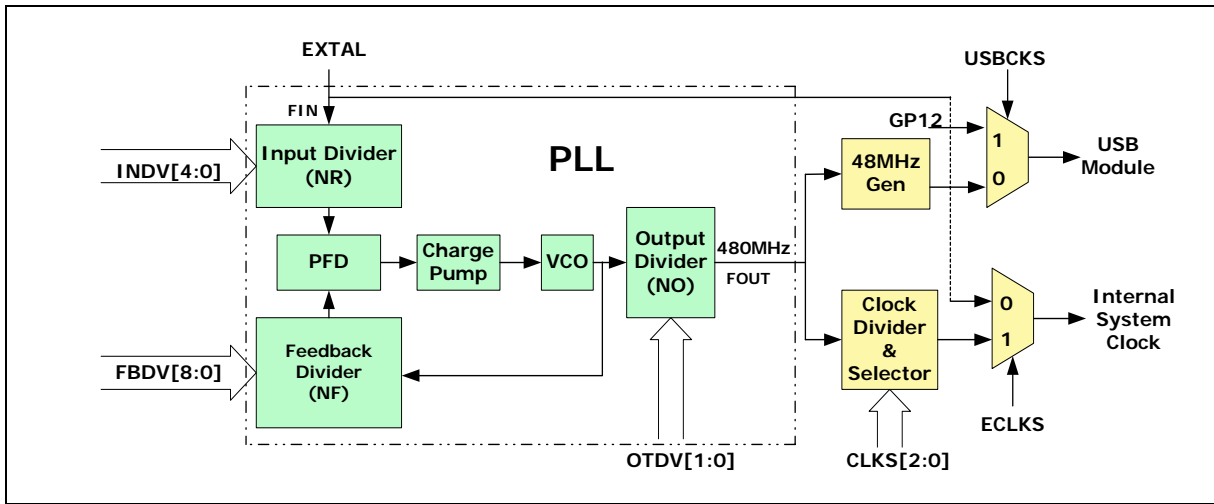 EXTAL
USBCKS
FIN
GP12
INDV[4:0]
Input Divider
(NR)
PLL
48MHz
Gen
1
0
USB
Module
PFD
Charge
Pump
VCO
Output
Divider
(NO)
480MHz
FOUT
FBDV[8:0]
Feedback
Divider
(NF)
Clock
Divider
&
Selector
0
1
Internal
System
Clock
ECLKS
OTDV[1:0]
CLKS[2:0]